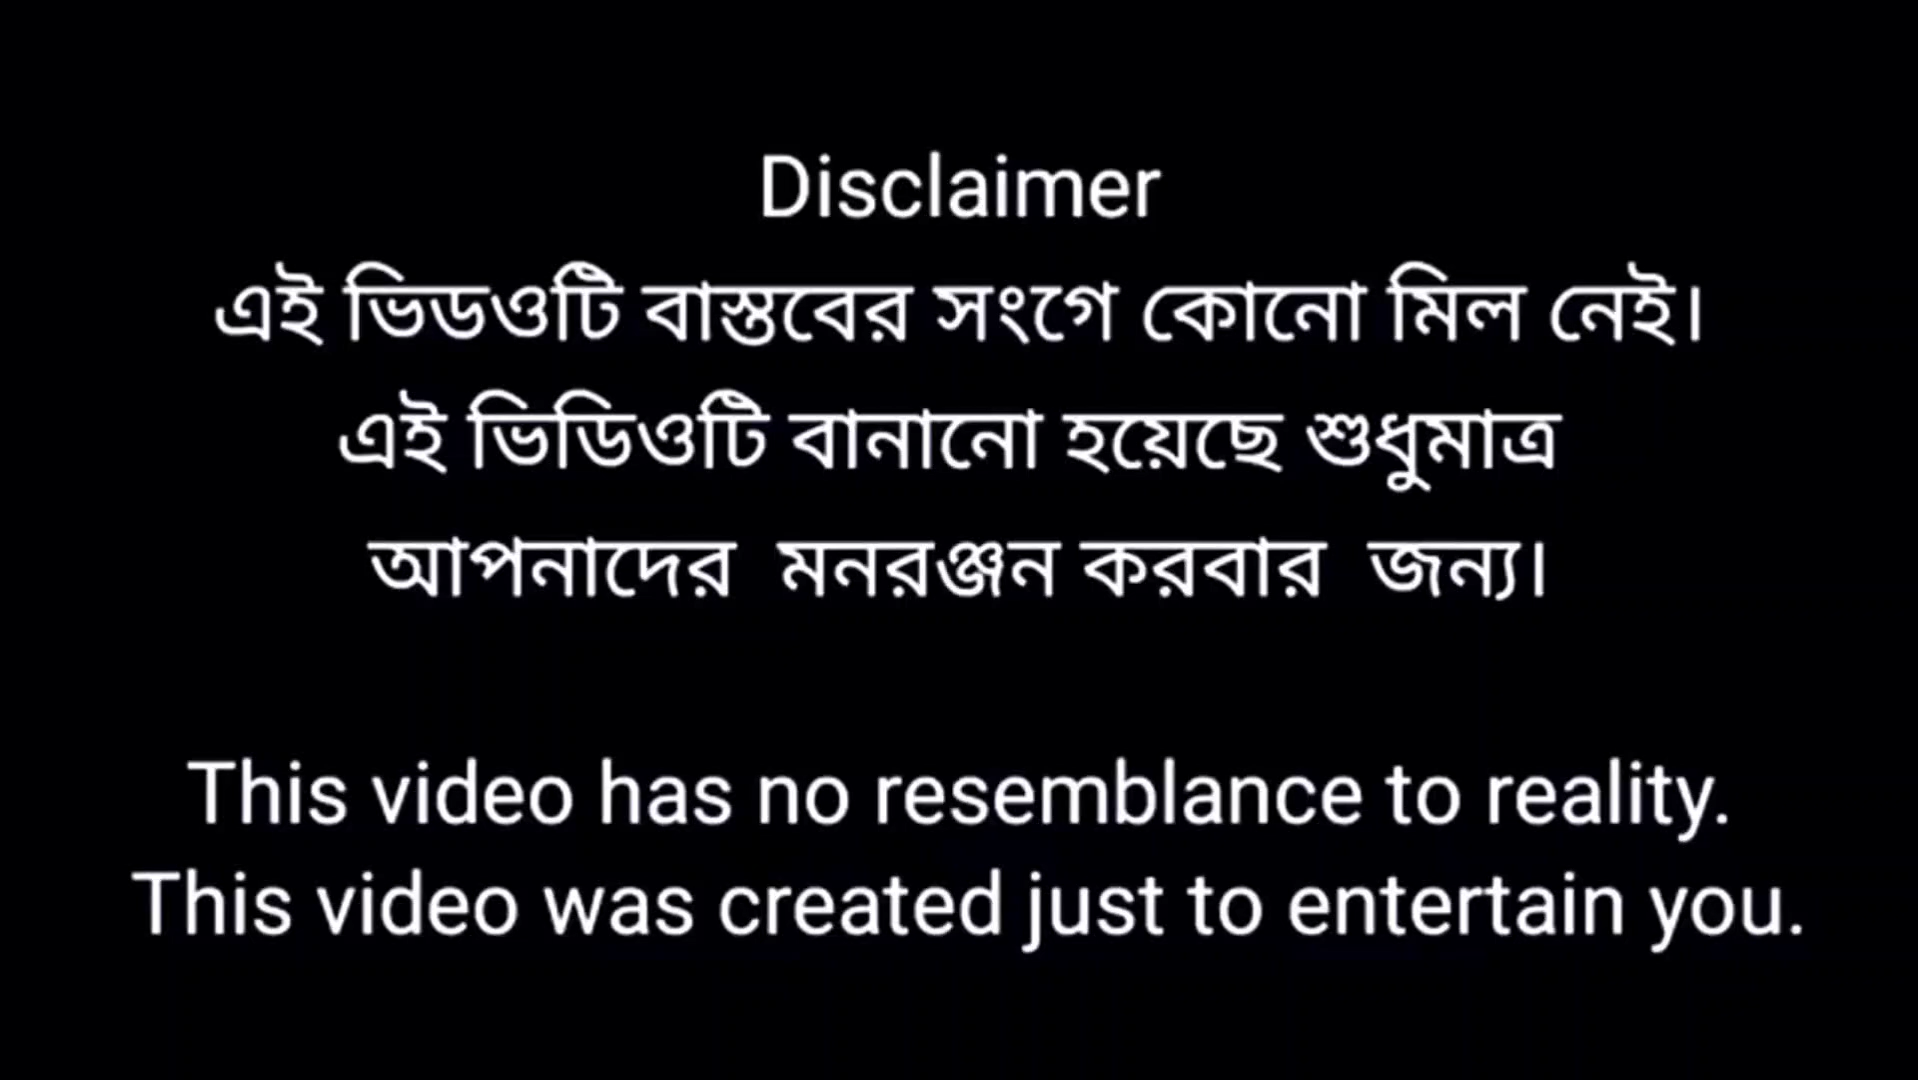 Disclaimer
এই ভিডওটি বাস্তবের সংগে কোনো মিল নেই।
এই ভিডিওটি বানানো হয়েছে শুধুমাত্র
আপনাদের মনরঞ্জন করবার জন্য।
This video has no resemblance to reality.
This video was created just to entertain you.